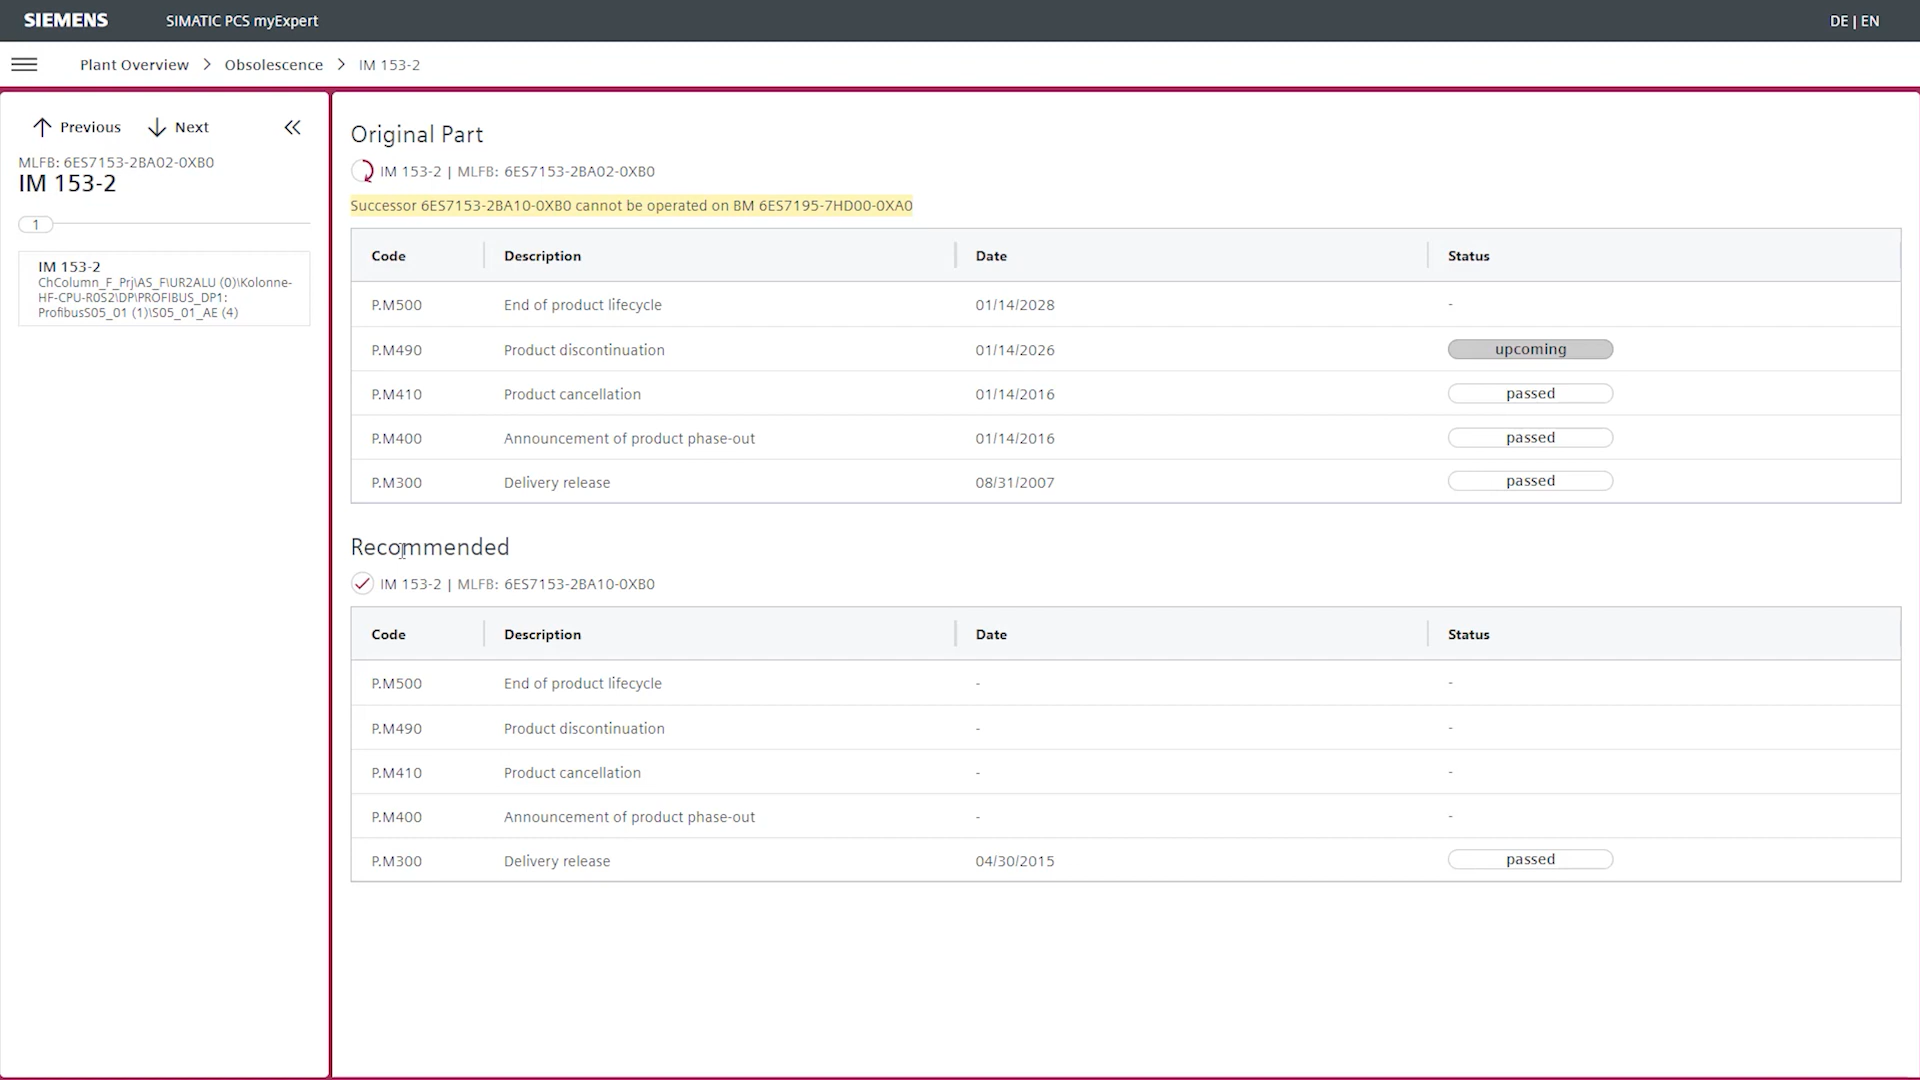 SIEMENS SIMATIC PCS myExpert DE | EN
Plant Overview > Obsolescence > IM 153-2
Previous Next
MLFB: 6ES7153-2BA02-0XB0
IM 153-2
1
IM 153-2
ChColumn_F_Prj\AS_F\UR2ALU (0)\Kolonne-
HF-CPU-R0S2\DP\PROFIBUS_DP1:
ProfibusS05_01 (1)\S05_01_AE (4)
Original Part
IM 153-2 | MLFB: 6ES7153-2BA02-0XB0
Successor 6ES7153-2BA10-0XB0 cannot be operated on BM 6ES7195-7HD00-0XA0
Code Description Date Status
P.M500 End of product lifecycle 01/14/2028 -
P.M490 Product discontinuation 01/14/2026 upcoming
P.M410 Product cancellation 01/14/2016 passed
P.M400 Announcement of product phase-out 01/14/2016 passed
P.M300 Delivery release 08/31/2007 passed
Recommended
IM 153-2 | MLFB: 6ES7153-2BA10-0XB0
Code Description Date Status
P.M500 End of product lifecycle - -
P.M490 Product discontinuation - -
P.M410 Product cancellation - -
P.M400 Announcement of product phase-out - -
P.M300 Delivery release 04/30/2015 passed